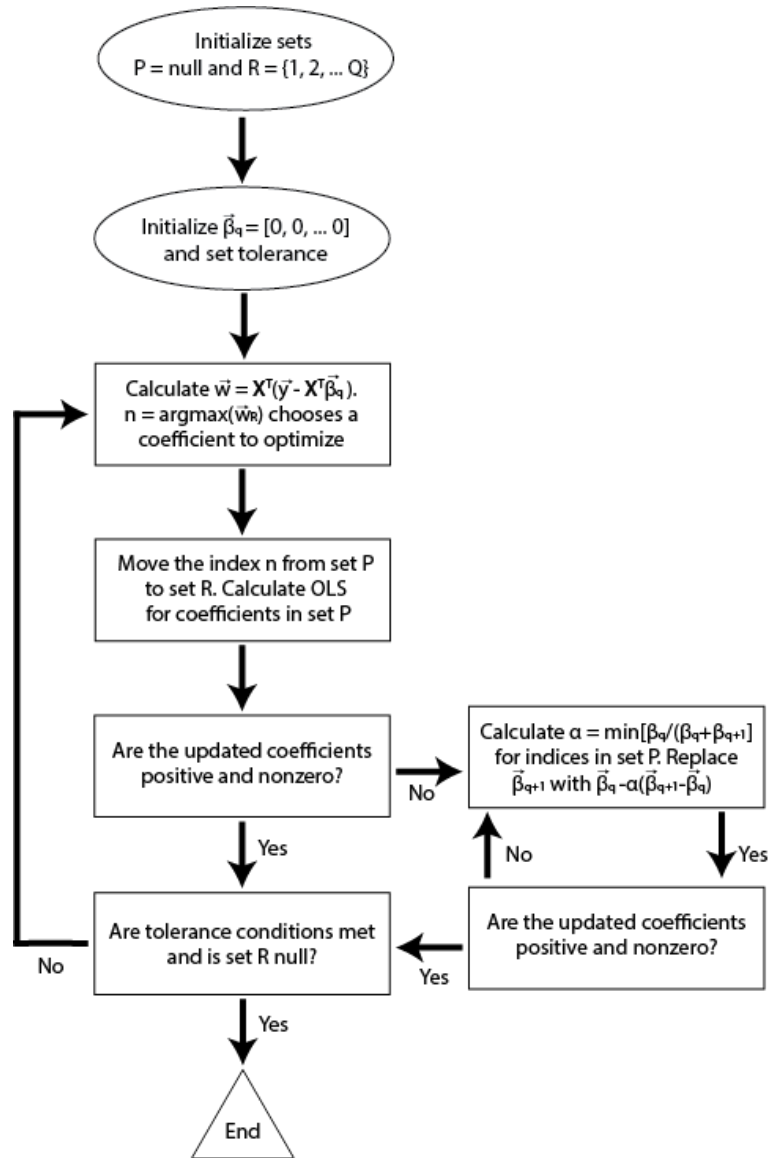 Initialize sets
P = null and R = {1, 2, ... Q}
Initialize β⃗q = [0, 0, ... 0]
and set tolerance
Calculate w⃗ = Xᵀ(y⃗ - Xᵀβ⃗q).
n = argmax(w⃗R) chooses a
coefficient to optimize
Move the index n from set P
to set R. Calculate OLS
for coefficients in set P
Are the updated coefficients
positive and nonzero?
No
Calculate α = min[βq/(βq+βq+1]
for indices in set P. Replace
β⃗q+1 with β⃗q-α(β⃗q+1-β⃗q)
Yes
No
Yes
Are the updated coefficients
positive and nonzero?
Yes
Are tolerance conditions met
and is set R null?
No
Yes
End